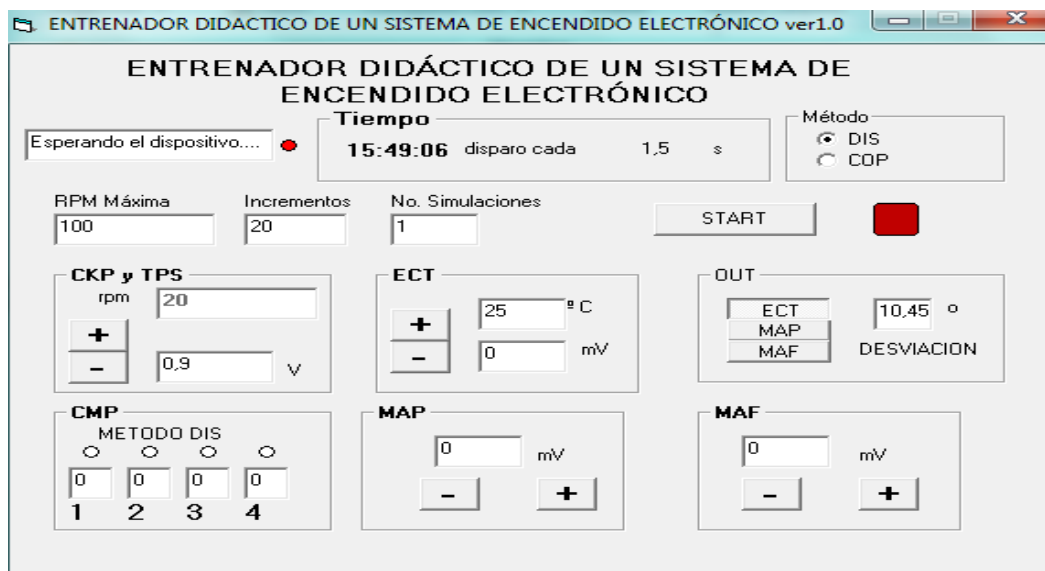 ENTRENADOR DIDACTICO DE UN SISTEMA DE ENCENDIDO ELECTRÓNICO ver1.0
ENTRENADOR DIDÁCTICO DE UN SISTEMA DE
ENCENDIDO ELECTRÓNICO
Esperando el dispositivo....
Tiempo
15:49:06 disparo cada 1,5 s
Método
DIS
COP
RPM Máxima Incrementos No. Simulaciones
100 20 1
START
CKP y TPS
rpm 20
+
-
0,9 V
ECT
+
-
25 º C
0 mV
OUT
ECT
MAP
MAF
10,45 º
DESVIACION
CMP
METODO DIS
0 0 0 0
1 2 3 4
MAP
0 mV
- +
MAF
0 mV
- +